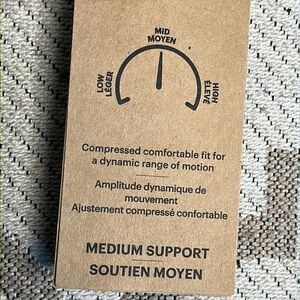 MID
MOYEN
LOW
LÉGER
HIGH
ÉLEVÉ
Compressed comfortable fit for
a dynamic range of motion
Amplitude dynamique de
mouvement
Ajustement compressé confortable
MEDIUM SUPPORT
SOUTIEN MOYEN